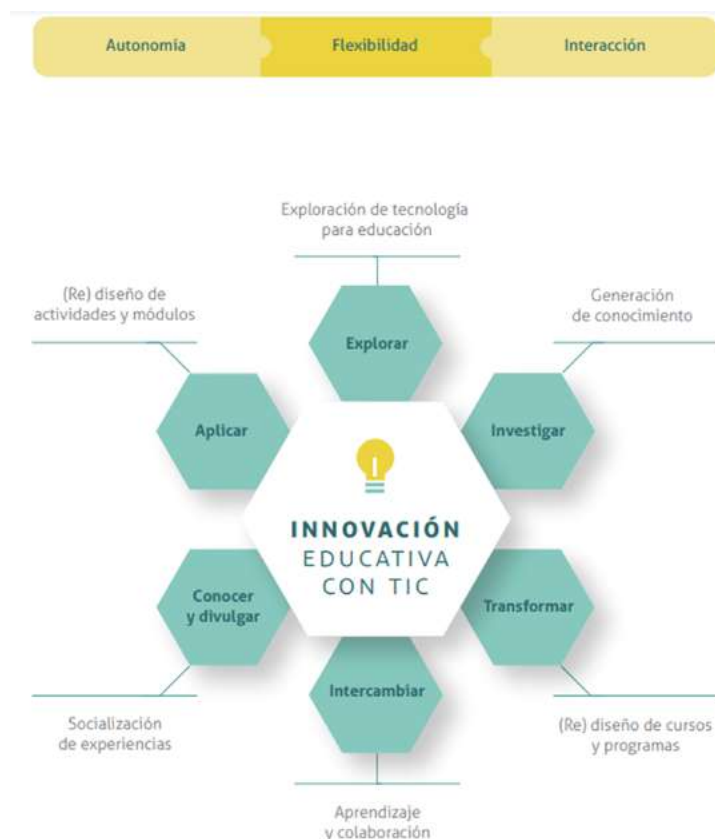 Autonomía
Flexibilidad
Interacción
Exploración de tecnología
para educación
(Re) diseño de
actividades y módulos
Generación
de conocimiento
Explorar
Aplicar
Investigar
INNOVACIÓN
EDUCATIVA
CON TIC
Conocer
y divulgar
Transformar
Intercambiar
Socialización
de experiencias
(Re) diseño de cursos
y programas
Aprendizaje
y colaboración